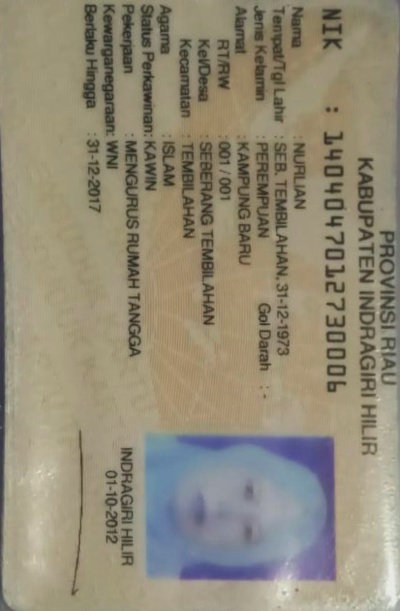 PROVINSI RIAU
KABUPATEN INDRAGIRI HILIR
NIK : 1404047012730006
Nama : NURLIAN
Tempat/Tgl Lahir : SEB. TEMBILAHAN, 31-12-1973
Jenis Kelamin : PEREMPUAN Gol Darah : -
Alamat : KAMPUNG BARU
RT/RW : 001 / 001
Kel/Desa : SEBERANG TEMBILAHAN
Kecamatan : TEMBILAHAN
Agama : ISLAM
Status Perkawinan: KAWIN
Pekerjaan : MENGURUS RUMAH TANGGA
Kewarganegaraan: WNI
Berlaku Hingga : 31-12-2017
INDRAGIRI HILIR
01-10-2012